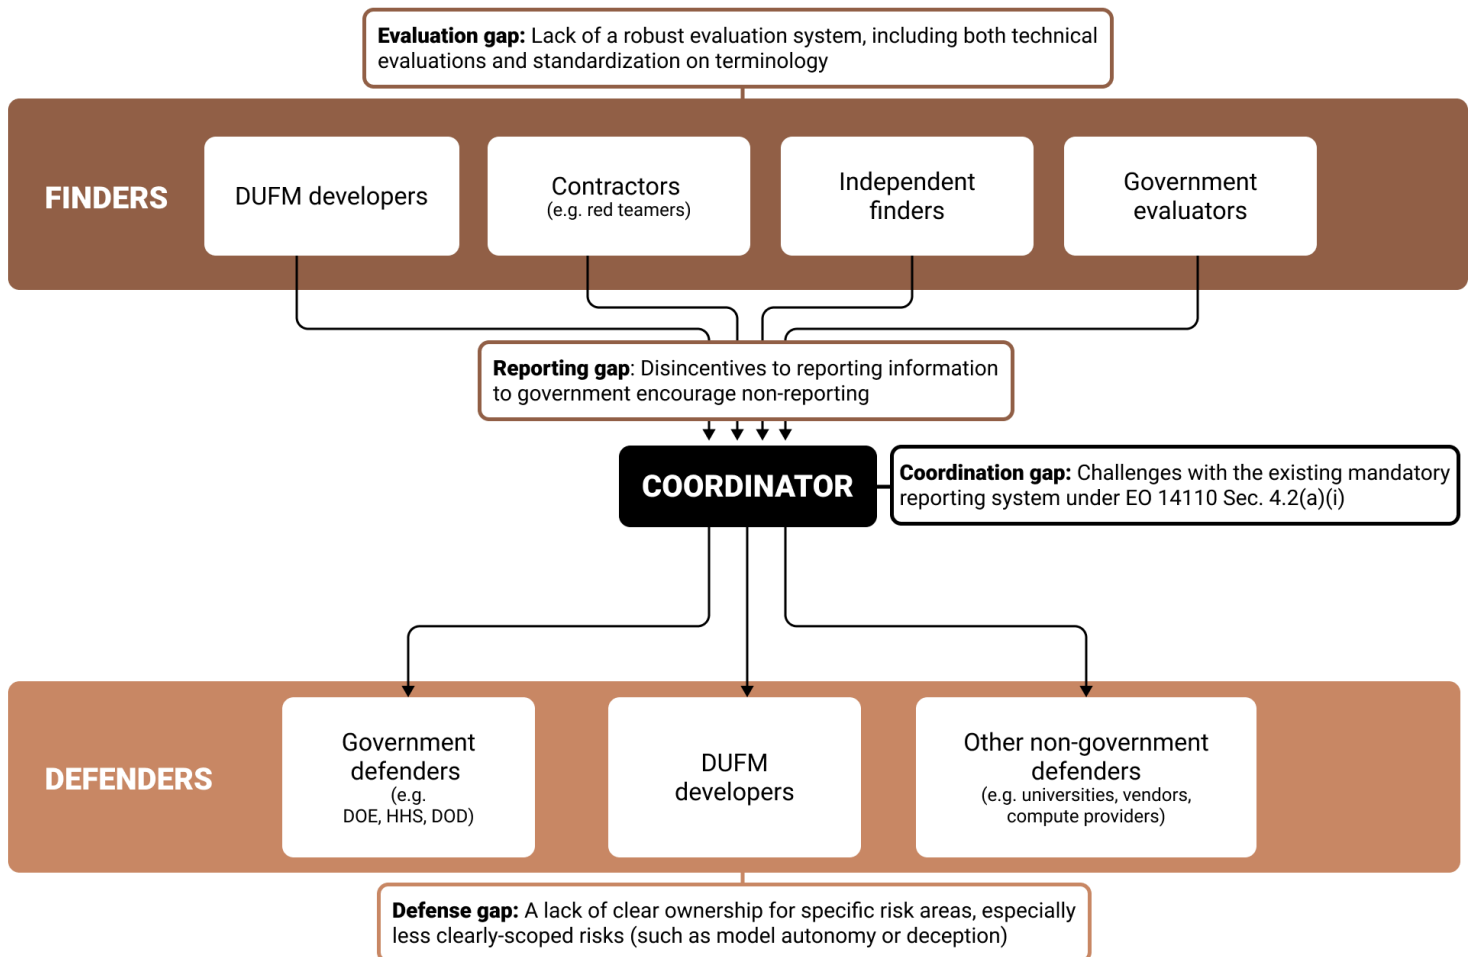 Evaluation gap: Lack of a robust evaluation system, including both technical
evaluations and standardization on terminology
FINDERS
DUFM developers
Contractors
(e.g. red teamers)
Independent
finders
Government
evaluators
Reporting gap: Disincentives to reporting information
to government encourage non-reporting
COORDINATOR
Coordination gap: Challenges with the existing mandatory
reporting system under EO 14110 Sec. 4.2(a)(i)
DEFENDERS
Government
defenders
(e.g.
DOE, HHS, DOD)
DUFM
developers
Other non-government
defenders
(e.g. universities, vendors,
compute providers)
Defense gap: A lack of clear ownership for specific risk areas, especially
less clearly-scoped risks (such as model autonomy or deception)